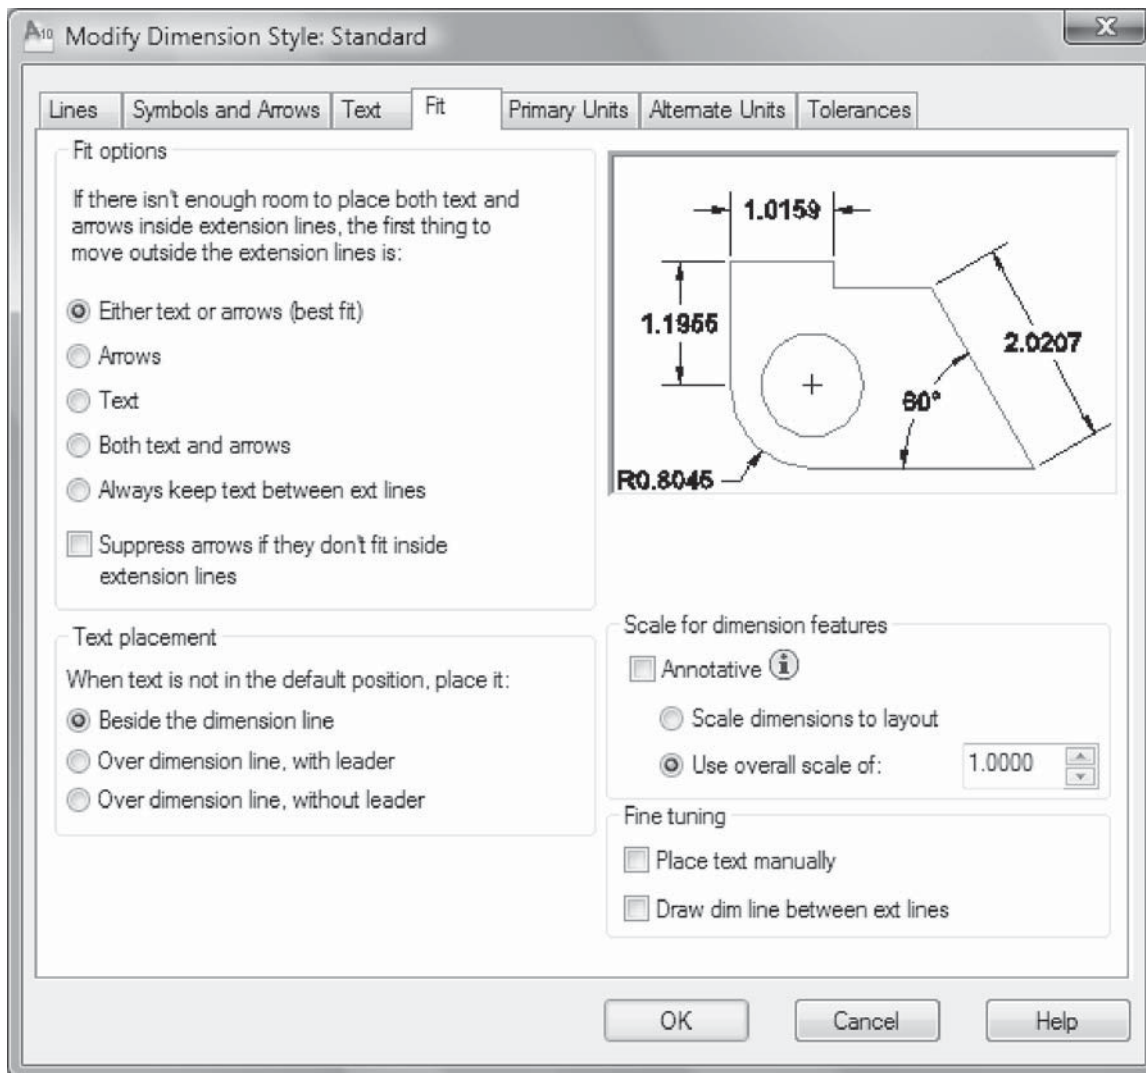 A10 Modify Dimension Style: Standard
X
Lines
Symbols and Arrows
Text
Fit
Primary Units
Alternate Units
Tolerances
Fit options
If there isn't enough room to place both text and
arrows inside extension lines, the first thing to
move outside the extension lines is:
Either text or arrows (best fit)
Arrows
Text
Both text and arrows
Always keep text between ext lines
Suppress arrows if they don't fit inside
extension lines
Text placement
When text is not in the default position, place it:
Beside the dimension line
Over dimension line, with leader
Over dimension line, without leader
1.0159
1.1955
2.0207
60°
R0.8045
Scale for dimension features
Annotative i
Scale dimensions to layout
Use overall scale of: 1.0000
Fine tuning
Place text manually
Draw dim line between ext lines
OK
Cancel
Help